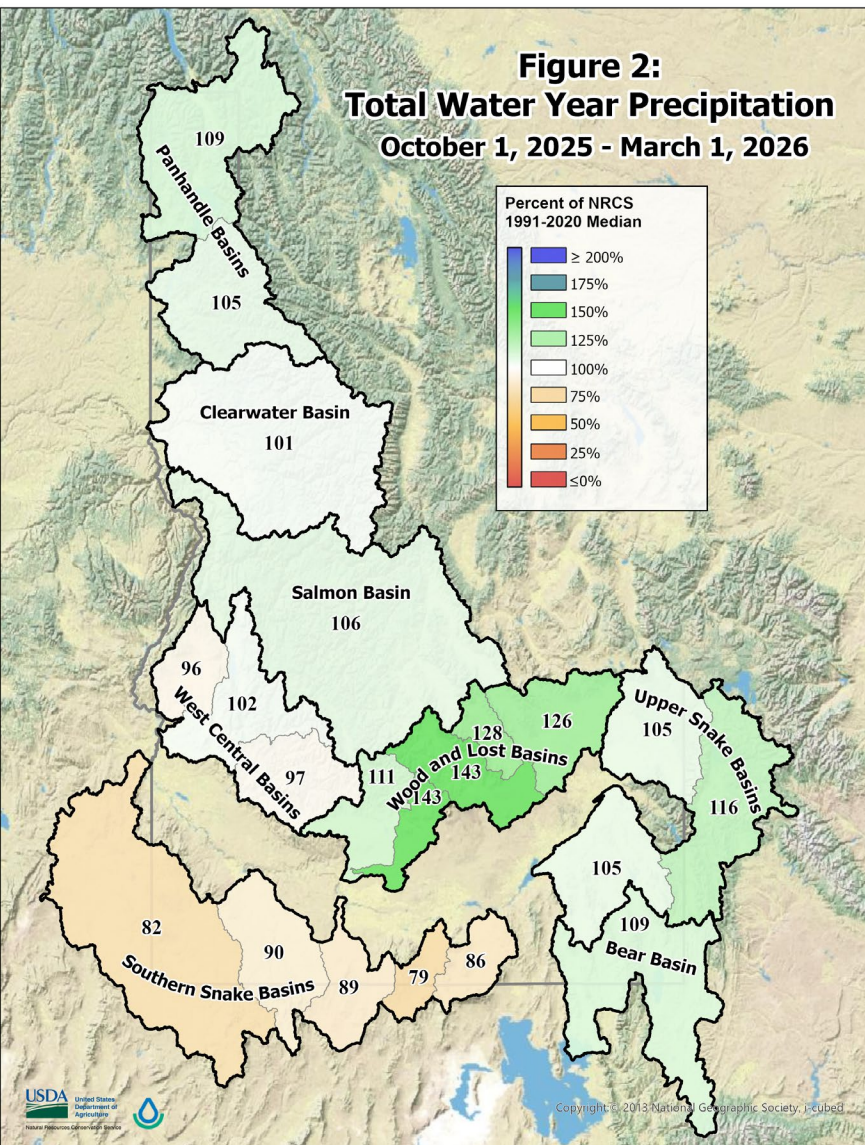 Figure 2:
Total Water Year Precipitation
October 1, 2025 - March 1, 2026
Percent of NRCS
1991-2020 Median
≥ 200%
175%
150%
125%
100%
75%
50%
25%
≤0%
109
Panhandle Basins
105
Clearwater Basin
101
Salmon Basin
106
96
102
West Central Basins
97
111
128
126
Wood and Lost Basins
143
143
Upper Snake Basins
105
116
105
109
Bear Basin
82
90
Southern Snake Basins
89
79
86
USDA
United States
Department of
Agriculture
Natural Resources Conservation Service
Copyright:© 2013 National Geographic Society, i-cubed